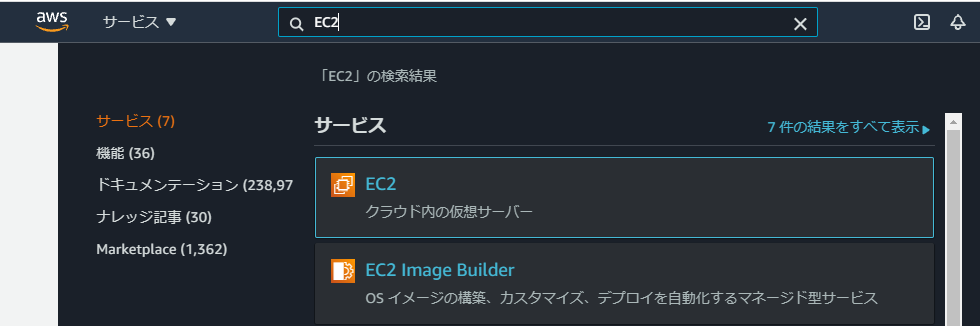 aws サービス ▼ EC2
「EC2」の検索結果
サービス (7)
機能 (36)
ドキュメンテーション (238,97
ナレッジ記事 (30)
Marketplace (1,362)
サービス 7 件の結果をすべて表示 ▶
EC2
クラウド内の仮想サーバー
EC2 Image Builder
OS イメージの構築、カスタマイズ、デプロイを自動化するマネージド型サービス